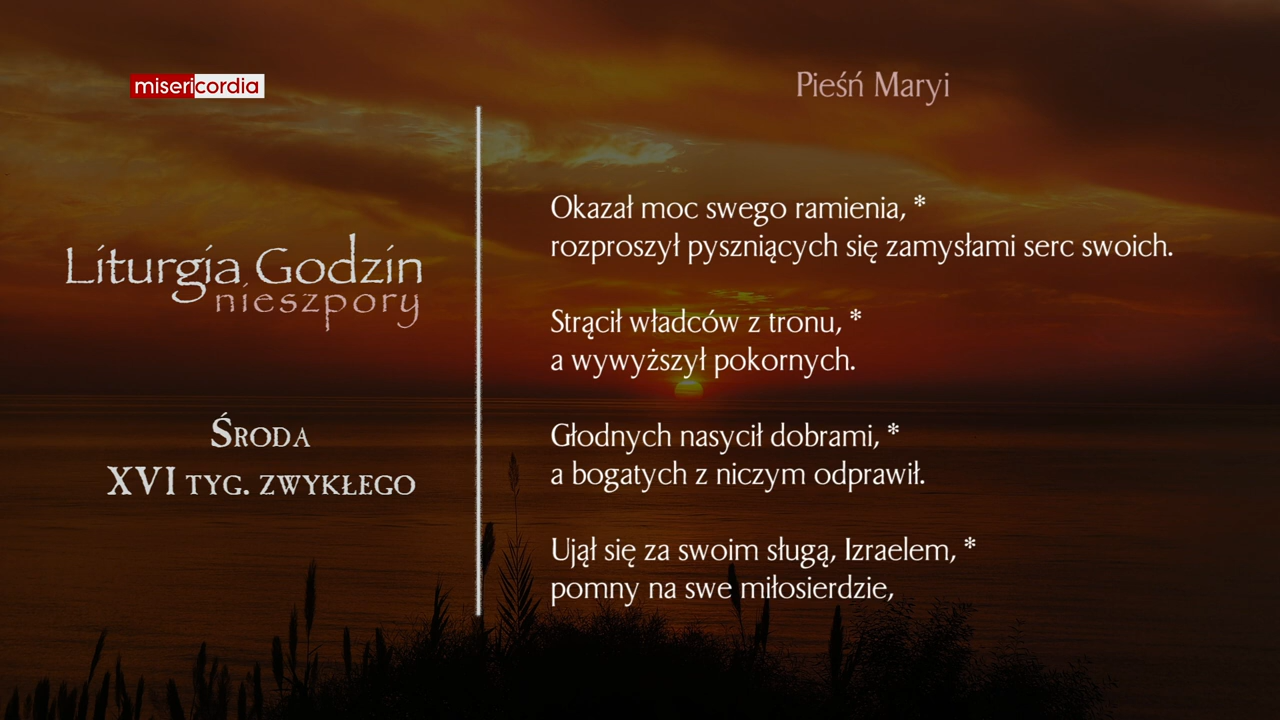 misericordia
Liturgia Godzin
nieszpory
Środa
XVI tyg. zwykłego
Pieśń Maryi
Okazał moc swego ramienia, *
rozproszył pyszniących się zamysłami serc swoich.
Strącił władców z tronu, *
a wywyższył pokornych.
Głodnych nasycił dobrami, *
a bogatych z niczym odprawił.
Ujął się za swoim sługą, Izraelem, *
pomny na swe miłosierdzie,